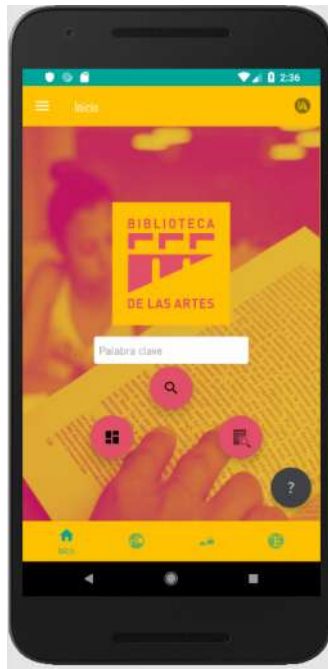 2:36
Inicio
BIBLIOTECA
DE LAS ARTES
Palabra clave
?
Inicio